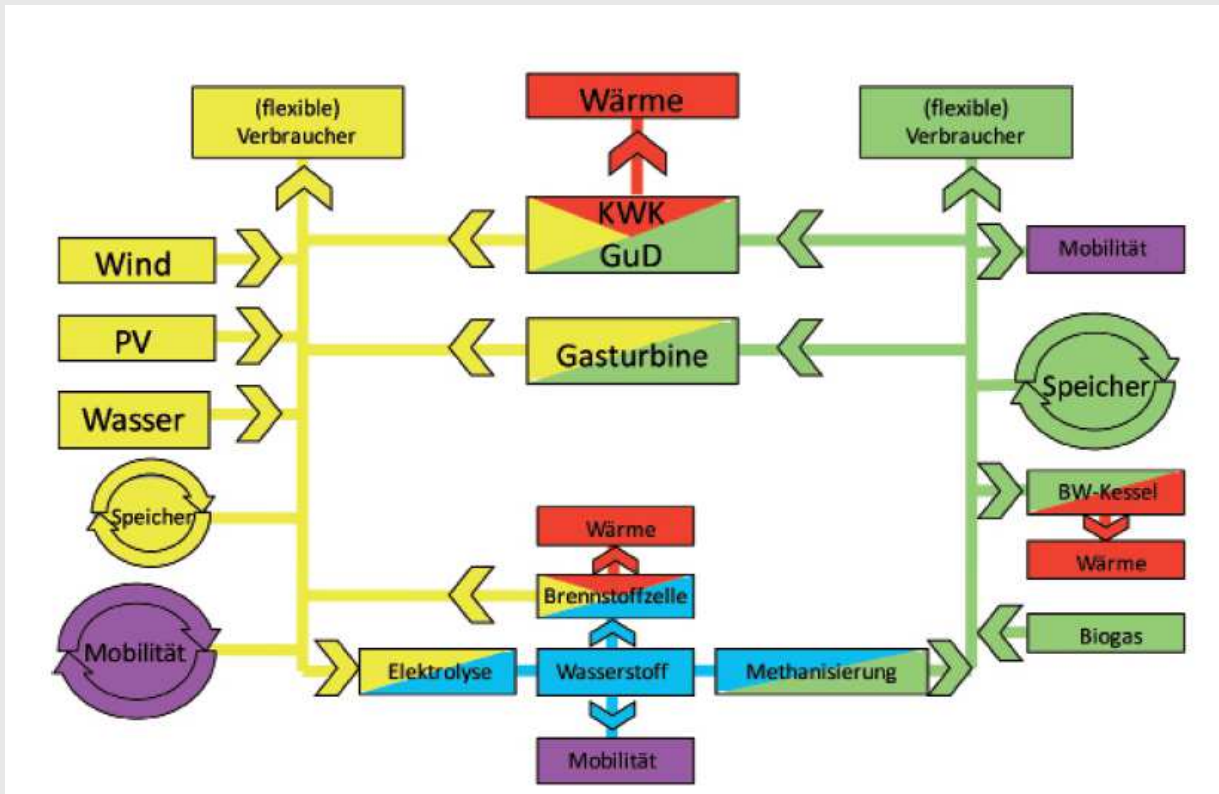 (flexible)
Verbraucher
Wärme
(flexible)
Verbraucher
KWK
GuD
Wind
Mobilität
PV
Gasturbine
Wasser
Speicher
Speicher
BW-Kessel
Wärme
Wärme
Brennstoffzelle
Biogas
Mobilität
Elektrolyse
Wasserstoff
Methanisierung
Mobilität